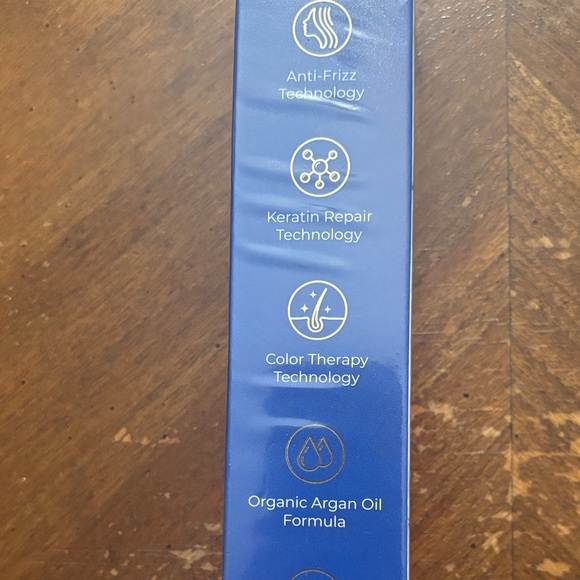 Anti-Frizz
Technology
Keratin Repair
Technology
Color Therapy
Technology
Organic Argan Oil
Formula